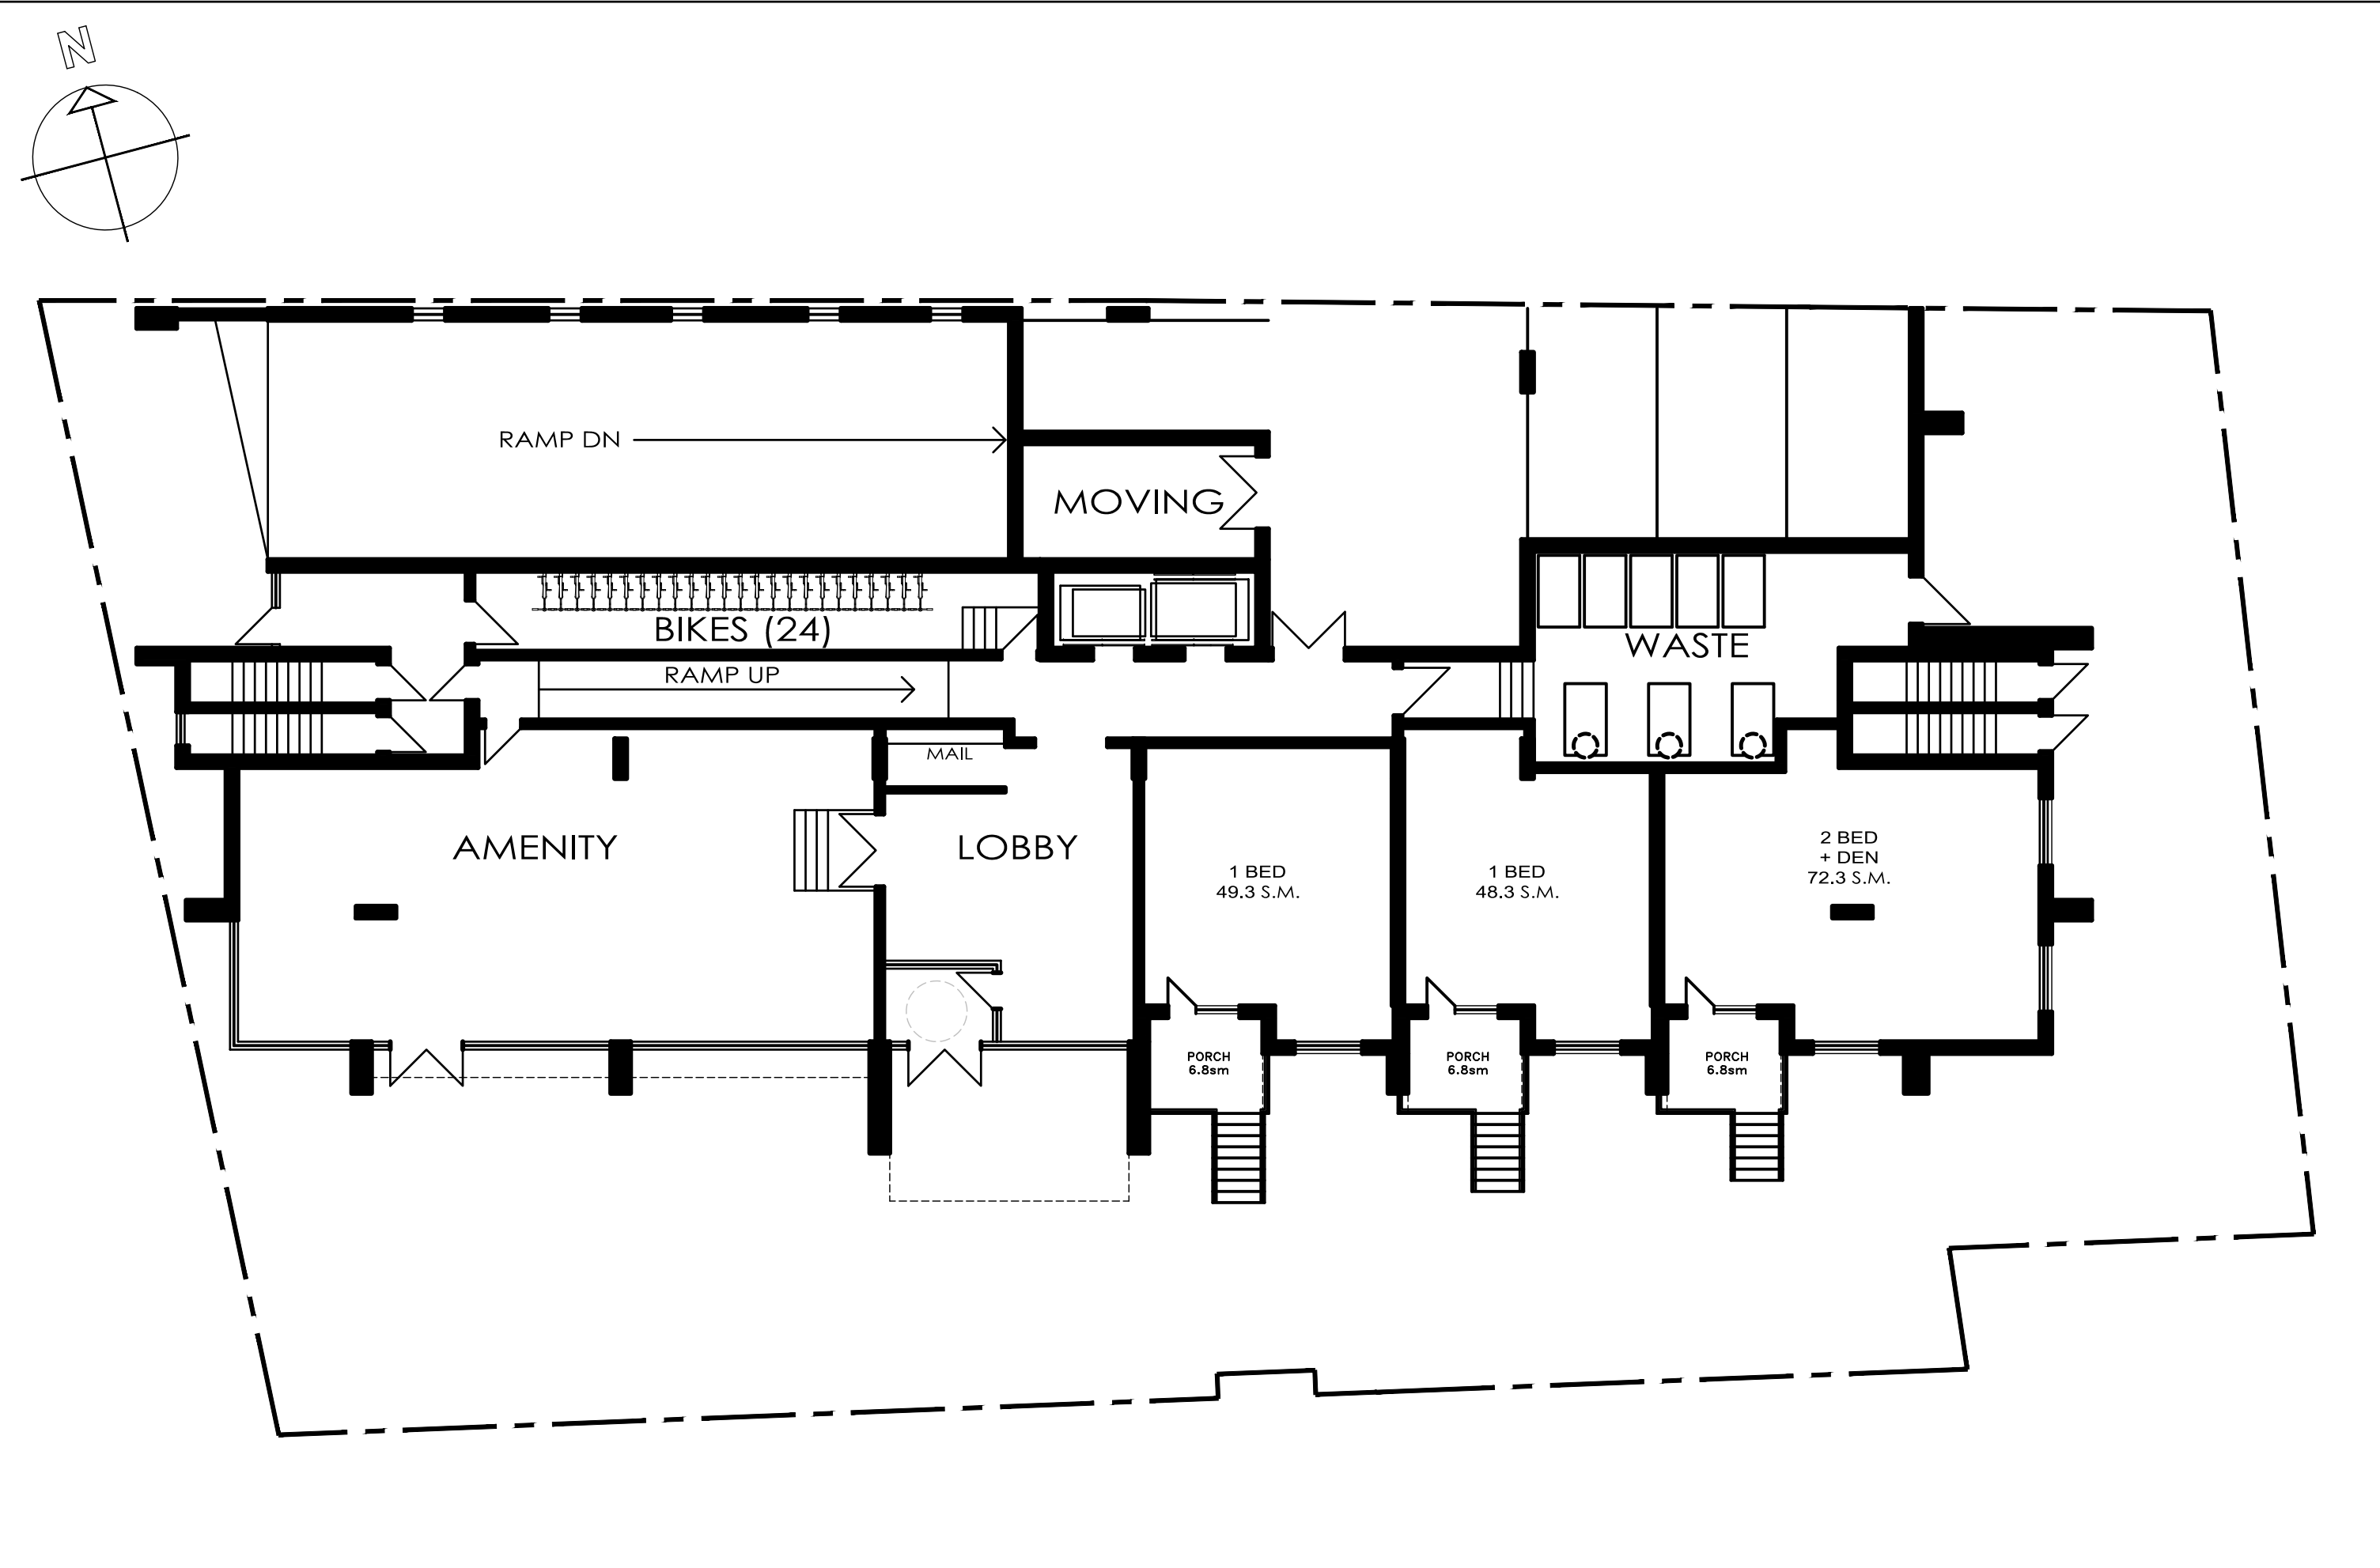 N
RAMP DN
MOVING
BIKES (24)
WASTE
RAMP UP
MAIL
AMENITY
LOBBY
1 BED
49.3 S.M.
1 BED
48.3 S.M.
2 BED
+ DEN
72.3 S.M.
PORCH
6.8sm
PORCH
6.8sm
PORCH
6.8sm